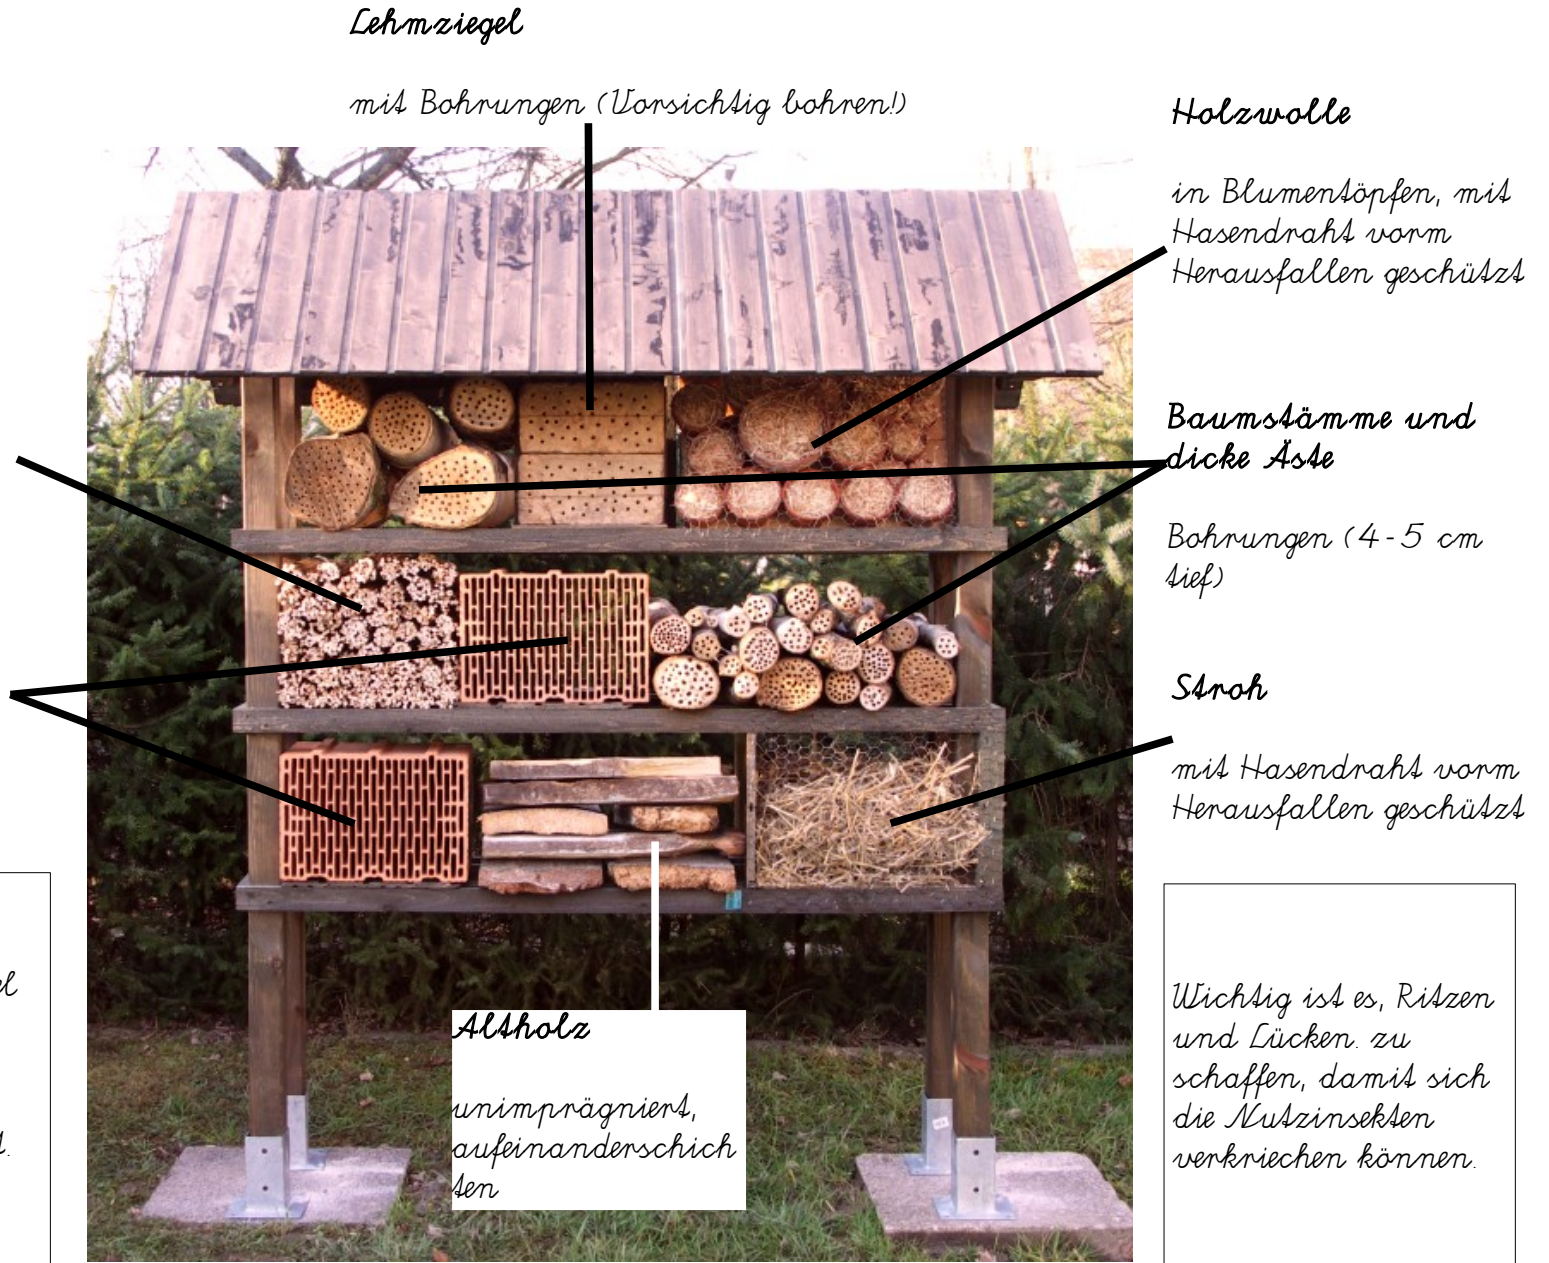 Lehmziegel
mit Bohrungen (Vorsichtig bohren!)
Holzwolle
in Blumentöpfen, mit
Hasendraht vorm
Herausfallen geschützt
Baumstämme und
dicke Äste
Bohrungen (4-5 cm
tief)
Stroh
mit Hasendraht vorm
Herausfallen geschützt
Altholz
unimprägniert,
aufeinanderschich
ten
Wichtig ist es, Ritzen
und Lücken. zu
schaffen, damit sich
die Nutzinsekten
verkriechen können.